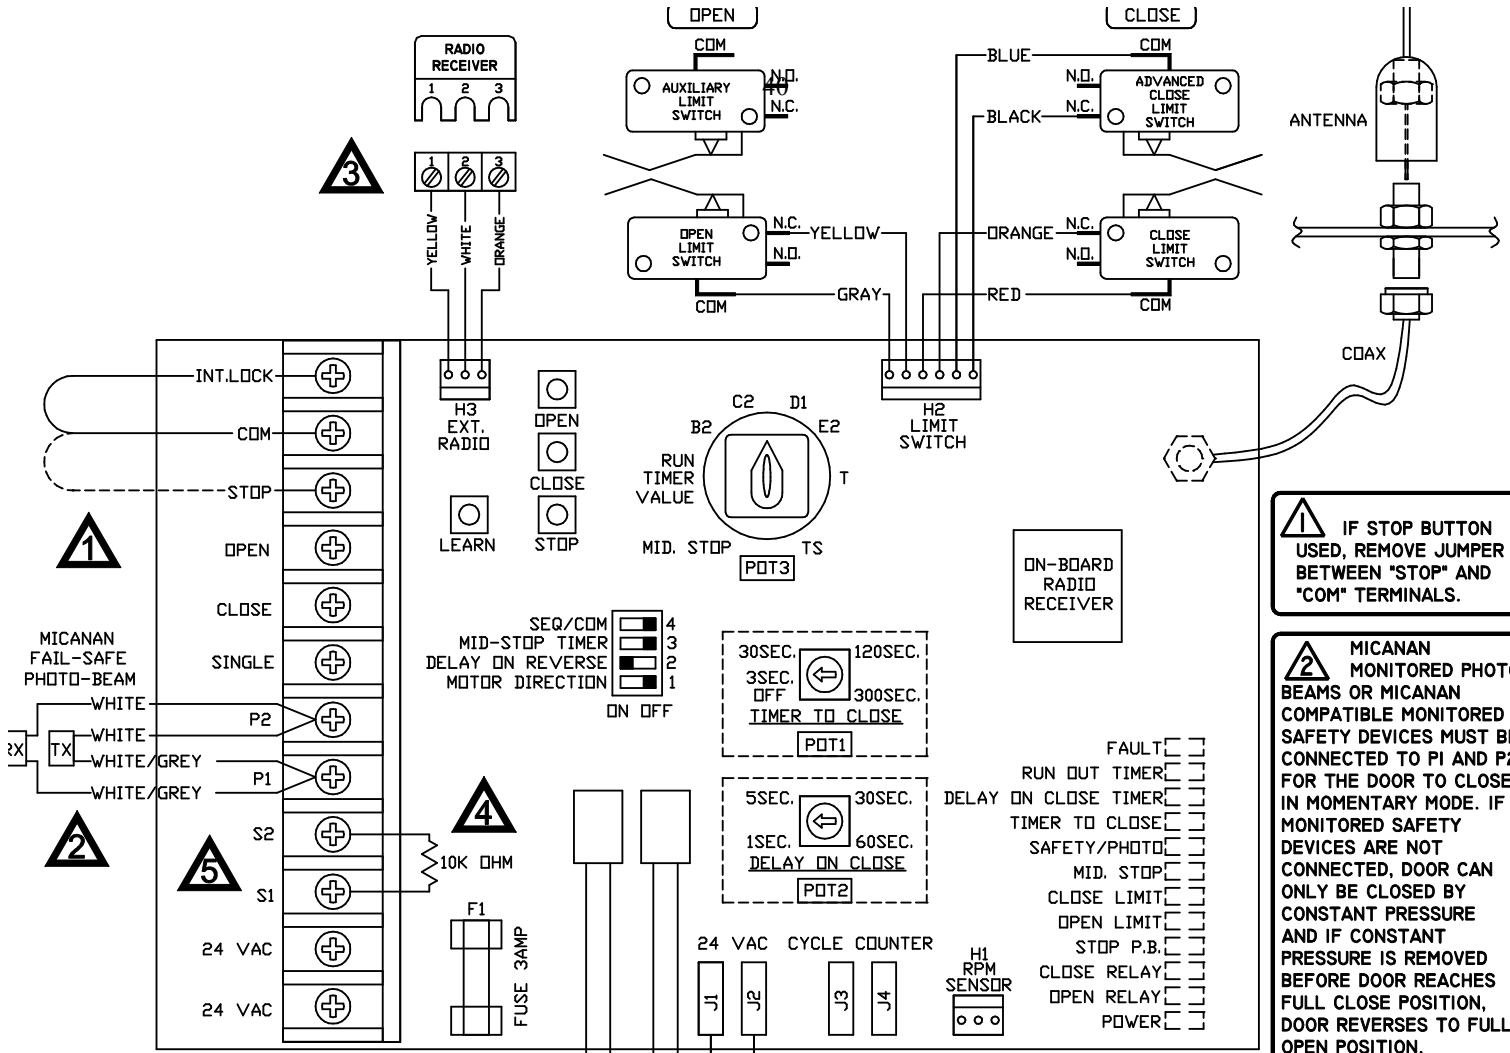 OPEN
CLOSE
COM
COM
RADIO
RECEIVER
1 2 3
BLUE
N.O.
46
N.C.
AUXILIARY
LIMIT
SWITCH
N.O.
N.C.
ADVANCED
CLOSE
LIMIT
SWITCH
BLACK
ANTENNA
3
1 2 3
YELLOW
WHITE
ORANGE
OPEN
LIMIT
SWITCH
N.C.
YELLOW
N.O.
ORANGE
N.C.
N.O.
CLOSE
LIMIT
SWITCH
COM
GRAY
RED
COM
COAX
INT.LOCK
COM
STOP
1
OPEN
CLOSE
SINGLE
P2
P1
S2
S1
24 VAC
24 VAC
H3
EXT.
RADIO
OPEN
CLOSE
LEARN
STOP
B2
C2
D1
E2
T
TS
RUN
TIMER
VALUE
MID. STOP
POT3
H2
LIMIT
SWITCH
ON-BOARD
RADIO
RECEIVER
1 IF STOP BUTTON
USED, REMOVE JUMPER
BETWEEN "STOP" AND
"COM" TERMINALS.
MICANAN
FAIL-SAFE
PHOTO-BEAM
WHITE
WHITE
WHITE/GREY
WHITE/GREY
RX
TX
2
5
4
10K OHM
SEQ/COM 4
MID-STOP TIMER 3
DELAY ON REVERSE 2
MOTOR DIRECTION 1
ON OFF
30SEC. 120SEC.
3SEC.
OFF 300SEC.
TIMER TO CLOSE
POT1
5SEC. 30SEC.
1SEC. 60SEC.
DELAY ON CLOSE
POT2
F1
FUSE 3AMP
24 VAC
CYCLE COUNTER
J1
J2
J3
J4
H1
RPM
SENSOR
FAULT
RUN OUT TIMER
DELAY ON CLOSE TIMER
TIMER TO CLOSE
SAFETY/PHOTO
MID. STOP
CLOSE LIMIT
OPEN LIMIT
STOP P.B.
CLOSE RELAY
OPEN RELAY
POWER
2 MICANAN
MONITORED PHOTO
BEAMS OR MICANAN
COMPATIBLE MONITORED
SAFETY DEVICES MUST BE
CONNECTED TO P1 AND P2
FOR THE DOOR TO CLOSE
IN MOMENTARY MODE. IF
MONITORED SAFETY
DEVICES ARE NOT
CONNECTED, DOOR CAN
ONLY BE CLOSED BY
CONSTANT PRESSURE
AND IF CONSTANT
PRESSURE IS REMOVED
BEFORE DOOR REACHES
FULL CLOSE POSITION,
DOOR REVERSES TO FULL
OPEN POSITION.